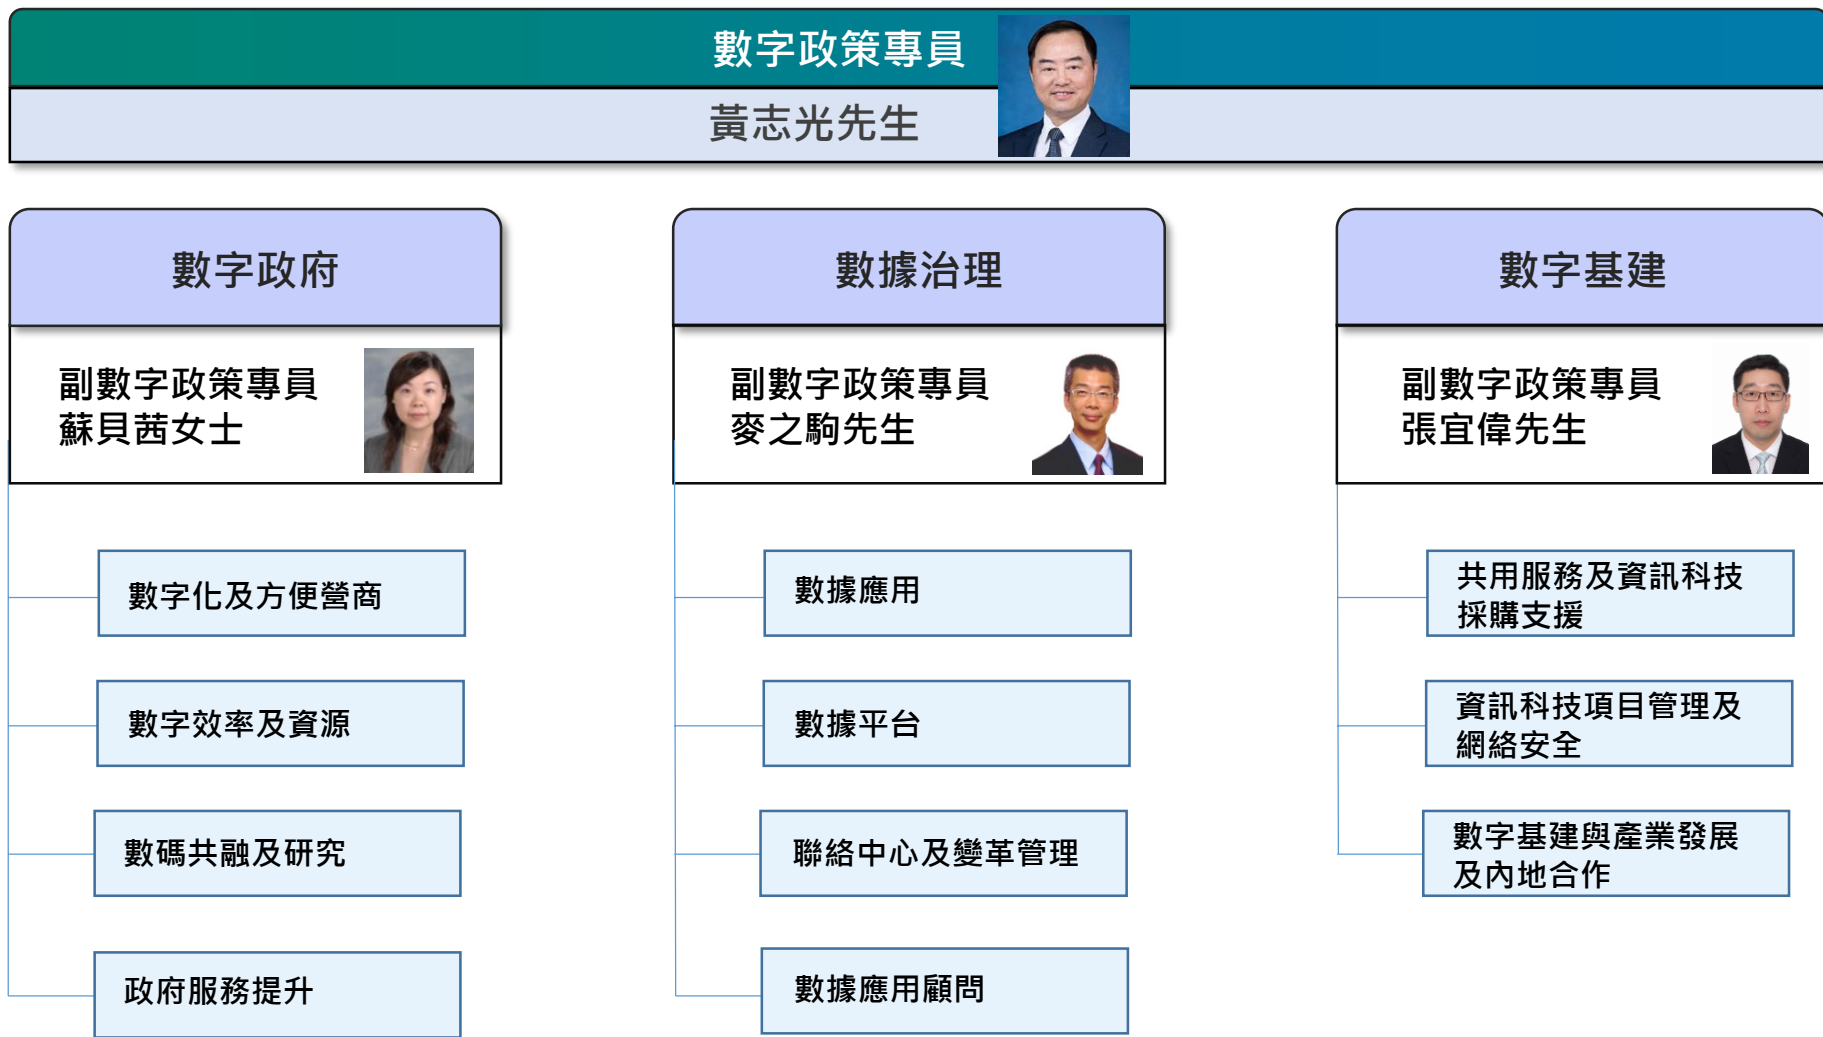 數字政策專員
黃志光先生
數字政府
副數字政策專員
蘇貝茜女士
數字化及方便營商
數字效率及資源
數碼共融及研究
政府服務提升
數據治理
副數字政策專員
麥之駒先生
數據應用
數據平台
聯絡中心及變革管理
數據應用顧問
數字基建
副數字政策專員
張宜偉先生
共用服務及資訊科技
採購支援
資訊科技項目管理及
網絡安全
數字基建與產業發展
及內地合作